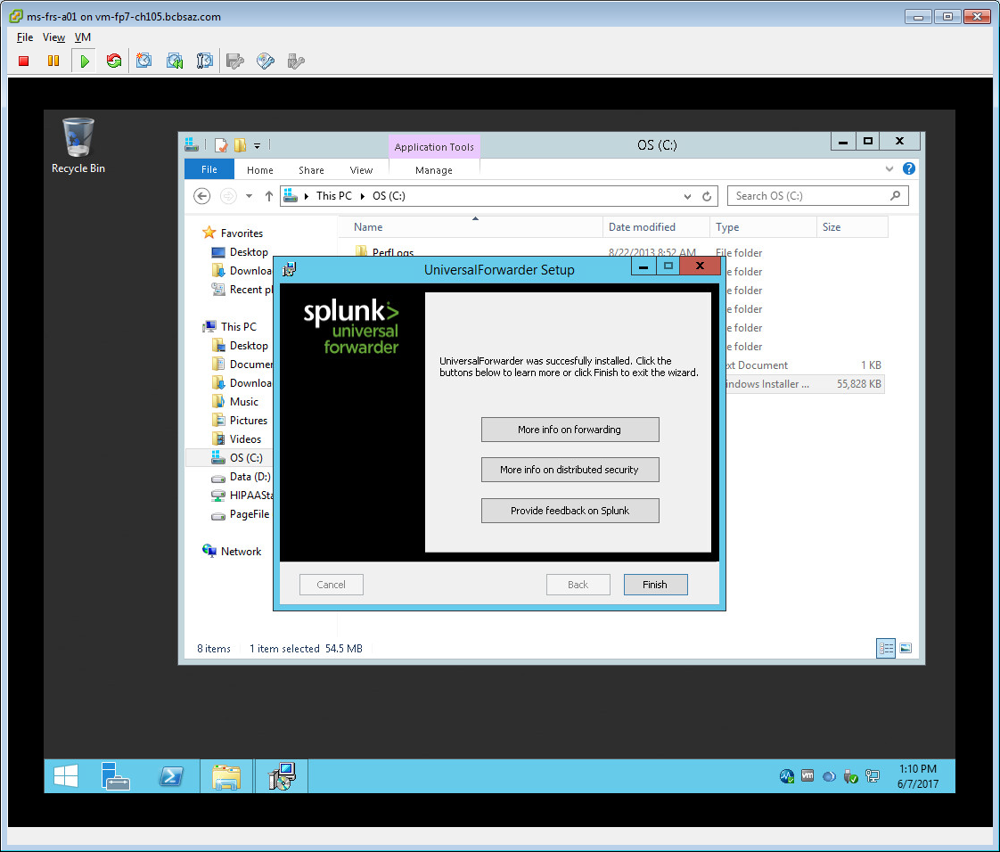 ms-frs-a01 on vm-fp7-ch105.bcbsaz.com
File View VM
Recycle Bin
Application Tools
OS (C:)
File Home Share View Manage
This PC OS (C:)
Search OS (C:)
Favorites
Desktop
Downloa
Recent pl
This PC
Desktop
Documen
Downloa
Music
Pictures
Videos
OS (C:)
Data (D:)
HIPAASta
PageFile
Network
Name Date modified Type Size
PerfLogs 8/22/2013 8:52 AM File folder
e folder
e folder
e folder
e folder
e folder
ext Document 1 KB
indows Installer ... 55,828 KB
UniversalForwarder Setup
splunk>
universal
forwarder
UniversalForwarder was succesfully installed. Click the
buttons below to learn more or click Finish to exit the wizard.
More info on forwarding
More info on distributed security
Provide feedback on Splunk
Cancel Back Finish
8 items 1 item selected 54.5 MB
vm
1:10 PM
6/7/2017